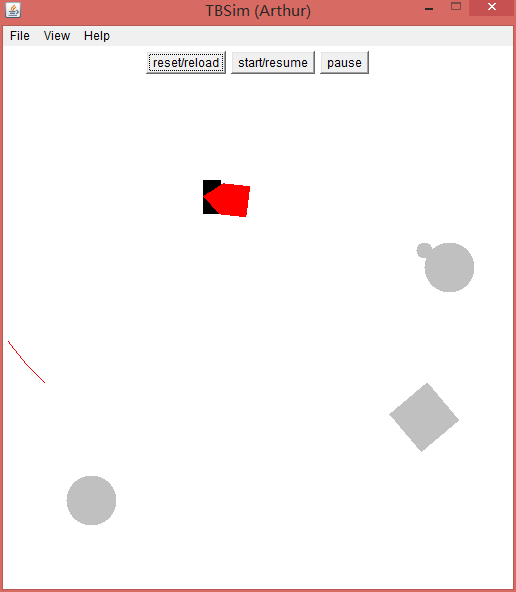 TBSim (Arthur)
File View Help
reset/reload start/resume pause